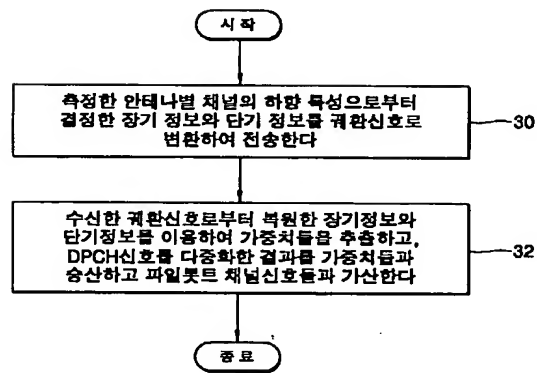 시 작
측정한 안테나별 채널의 하향 특성으로부터
결정한 장기 정보와 단기 정보를 궤환신호로
변환하여 전송한다
30
수신한 궤환신호로부터 복원한 장기정보와
단기정보를 이용하여 가중치들을 추출하고,
DPCH신호를 다중화한 결과를 가중치들과
승산하고 파일롯트 채널신호들과 가산한다
32
종 료